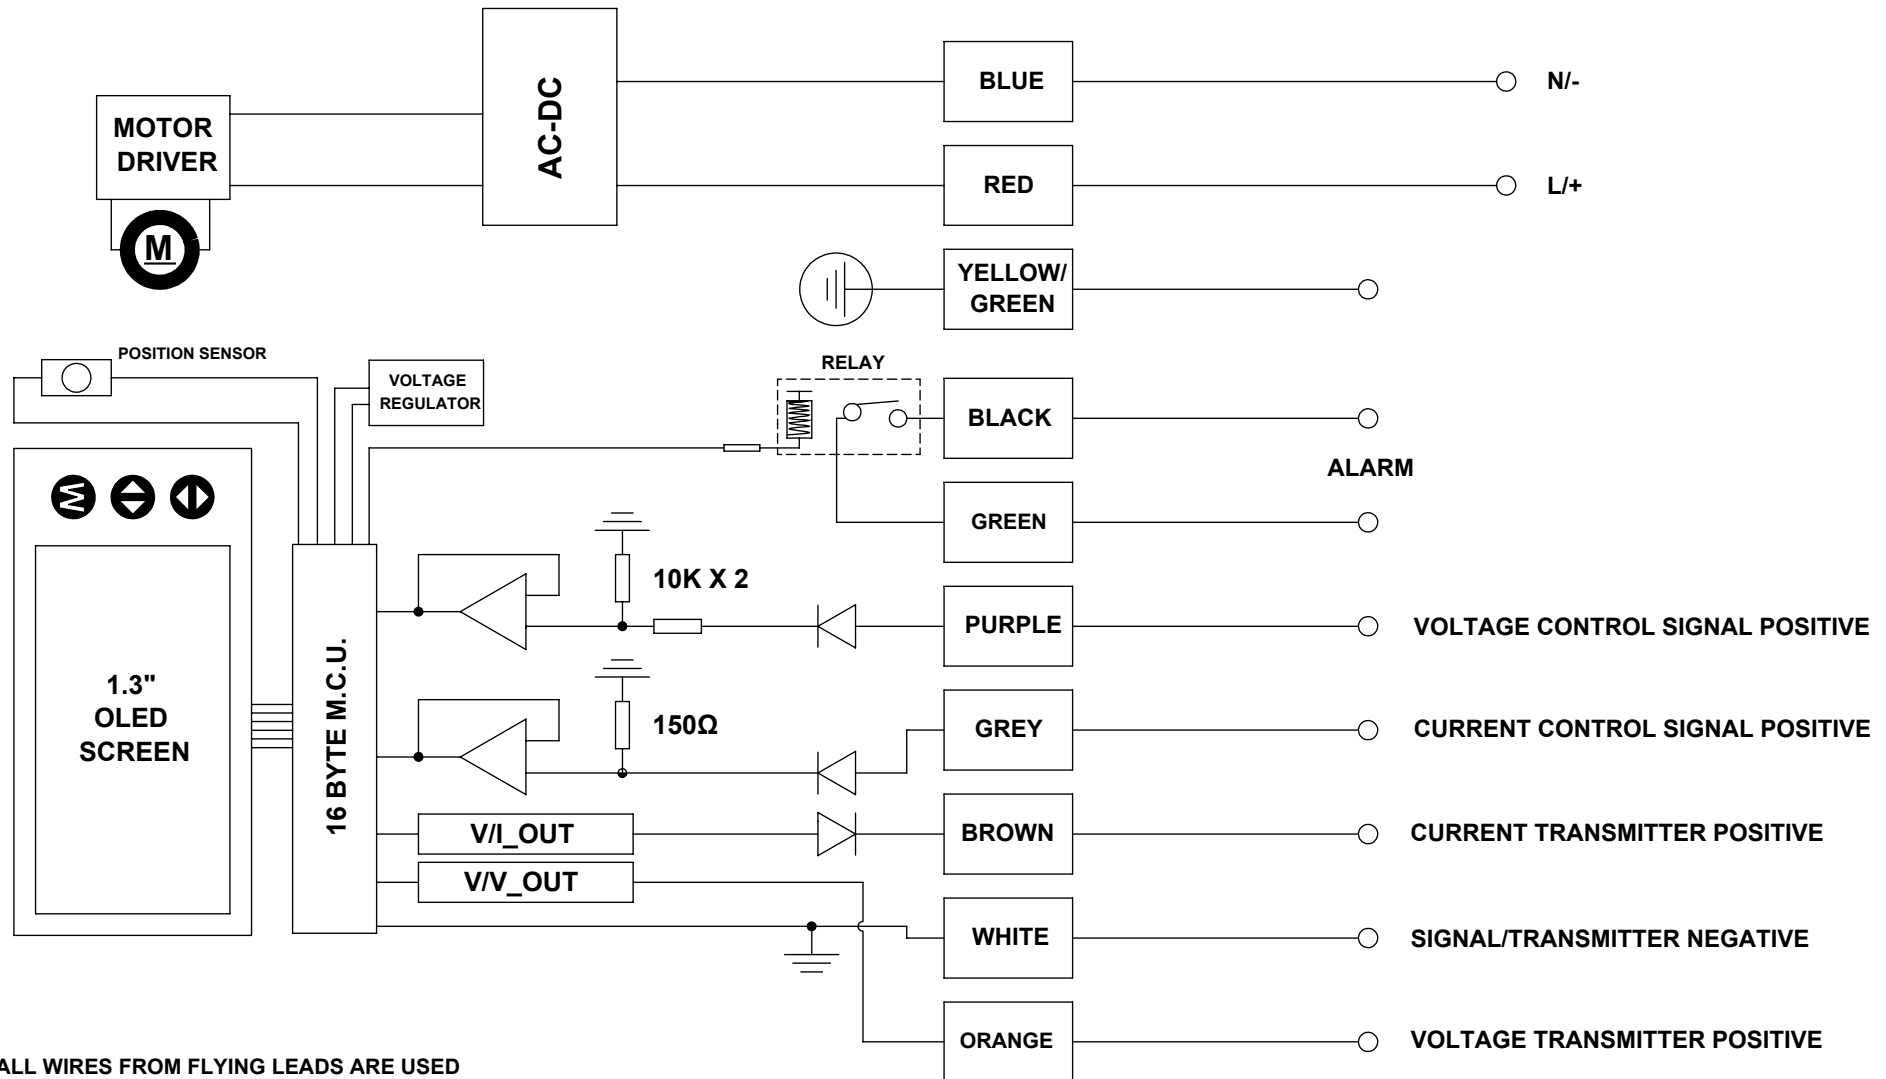 BLUE
N/-
MOTOR
DRIVER
AC-DC
RED
L/+
M
YELLOW/
GREEN
POSITION SENSOR
VOLTAGE
REGULATOR
RELAY
BLACK
ALARM
GREEN
10K X 2
PURPLE
VOLTAGE CONTROL SIGNAL POSITIVE
1.3"
OLED
SCREEN
16 BYTE M.C.U.
150Ω
GREY
CURRENT CONTROL SIGNAL POSITIVE
V/I_OUT
BROWN
CURRENT TRANSMITTER POSITIVE
V/V_OUT
WHITE
SIGNAL/TRANSMITTER NEGATIVE
ORANGE
VOLTAGE TRANSMITTER POSITIVE
ALL WIRES FROM FLYING LEADS ARE USED